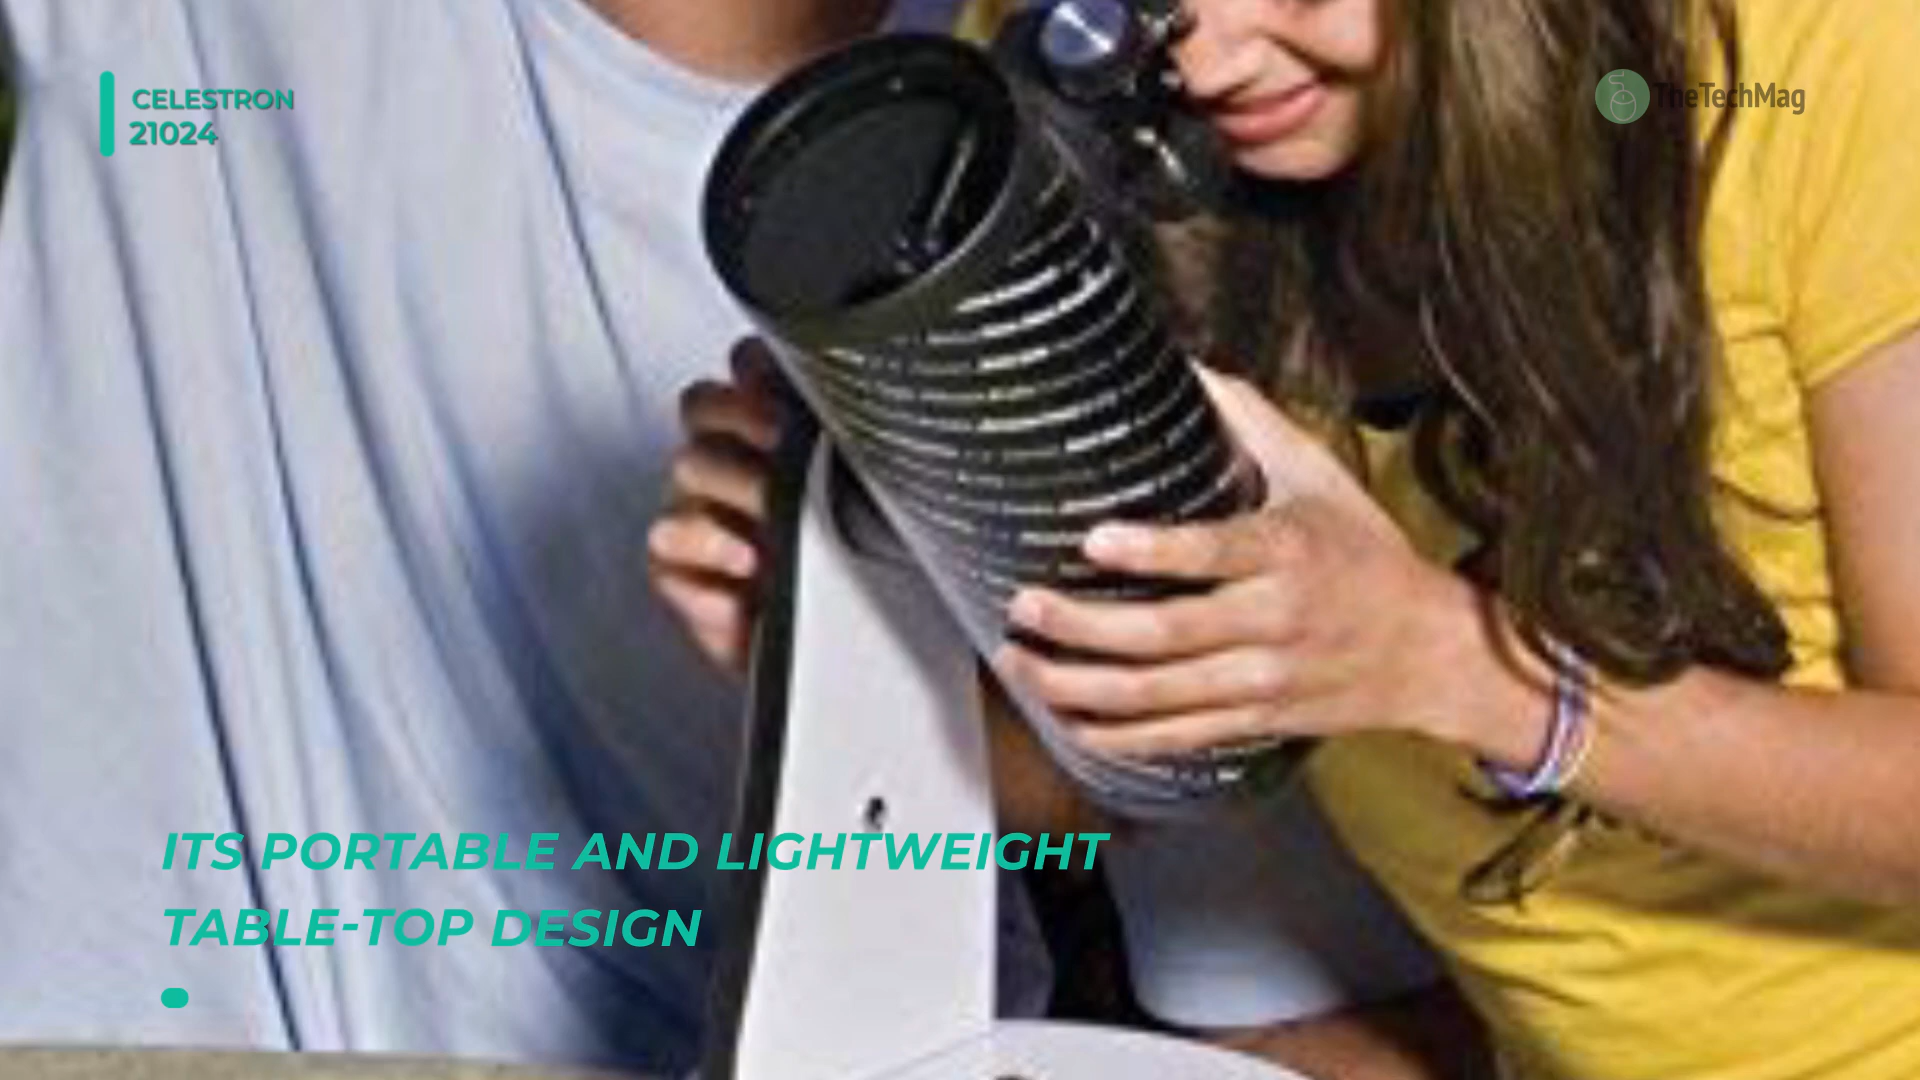 CELESTRON
21024
TheTechMag
ITS PORTABLE AND LIGHTWEIGHT
TABLE-TOP DESIGN